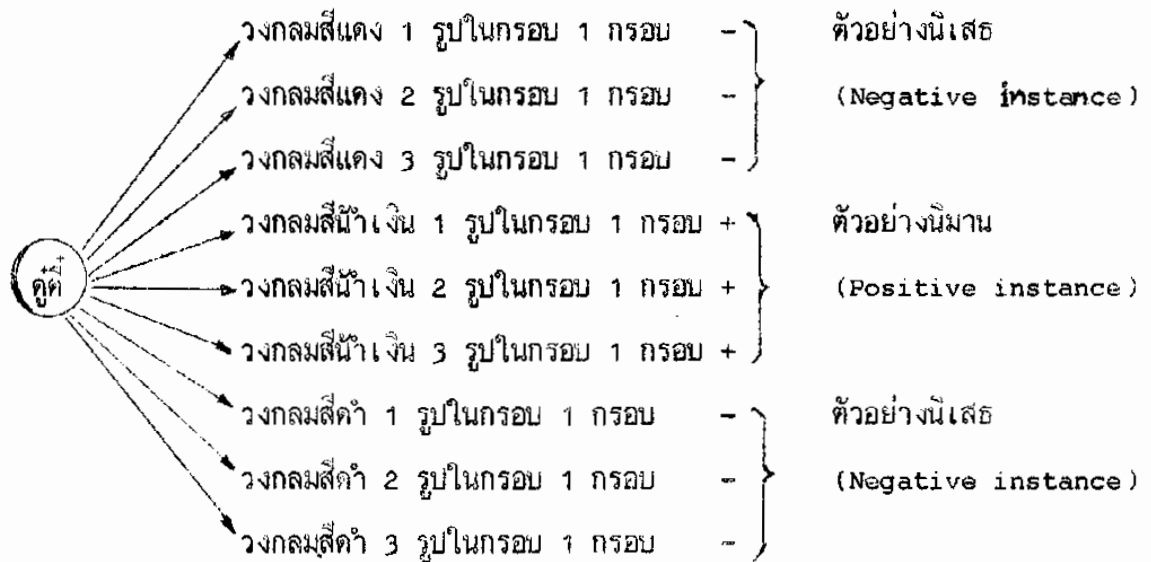 วงกลมสีแดง 1 รูปในกรอบ 1 กรอบ - ตัวอย่างนิเสธ
วงกลมสีแดง 2 รูปในกรอบ 1 กรอบ - (Negative instance)
วงกลมสีแดง 3 รูปในกรอบ 1 กรอบ -
วงกลมสีน้ำเงิน 1 รูปในกรอบ 1 กรอบ + ตัวอย่างนิมาน
วงกลมสีน้ำเงิน 2 รูปในกรอบ 1 กรอบ + (Positive instance)
วงกลมสีน้ำเงิน 3 รูปในกรอบ 1 กรอบ +
วงกลมสีดำ 1 รูปในกรอบ 1 กรอบ - ตัวอย่างนิเสธ
วงกลมสีดำ 2 รูปในกรอบ 1 กรอบ - (Negative instance)
วงกลมสีดำ 3 รูปในกรอบ 1 กรอบ -